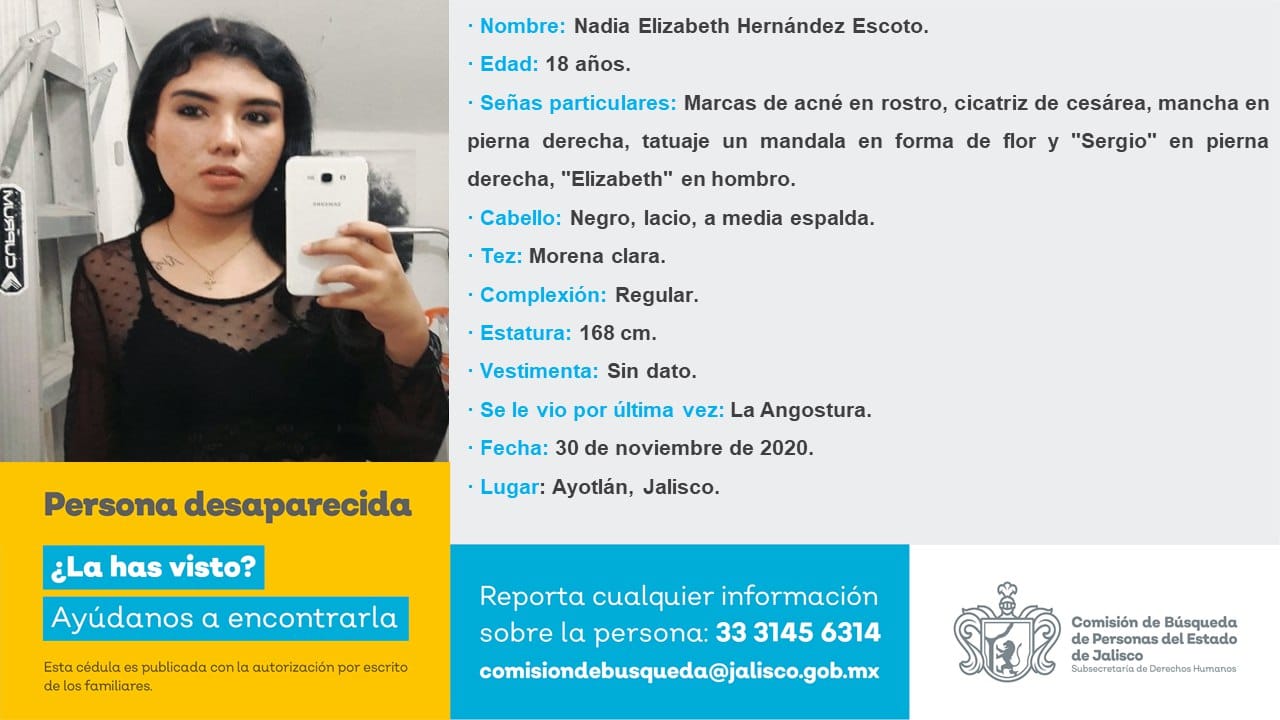 · Nombre: Nadia Elizabeth Hernández Escoto.
· Edad: 18 años.
· Señas particulares: Marcas de acné en rostro, cicatriz de cesárea, mancha en
pierna derecha, tatuaje un mandala en forma de flor y "Sergio" en pierna
derecha, "Elizabeth" en hombro.
· Cabello: Negro, lacio, a media espalda.
· Tez: Morena clara.
· Complexión: Regular.
· Estatura: 168 cm.
· Vestimenta: Sin dato.
· Se le vio por última vez: La Angostura.
· Fecha: 30 de noviembre de 2020.
· Lugar: Ayotlán, Jalisco.
CUPRUM
SAMSUNG
Persona desaparecida
¿La has visto?
Ayúdanos a encontrarla
Esta cédula es publicada con la autorización por escrito
de los familiares.
Reporta cualquier información
sobre la persona: 33 3145 6314
comisiondebusqueda@jalisco.gob.mx
Comisión de Búsqueda
de Personas del Estado
de Jalisco
Subsecretaría de Derechos Humanos